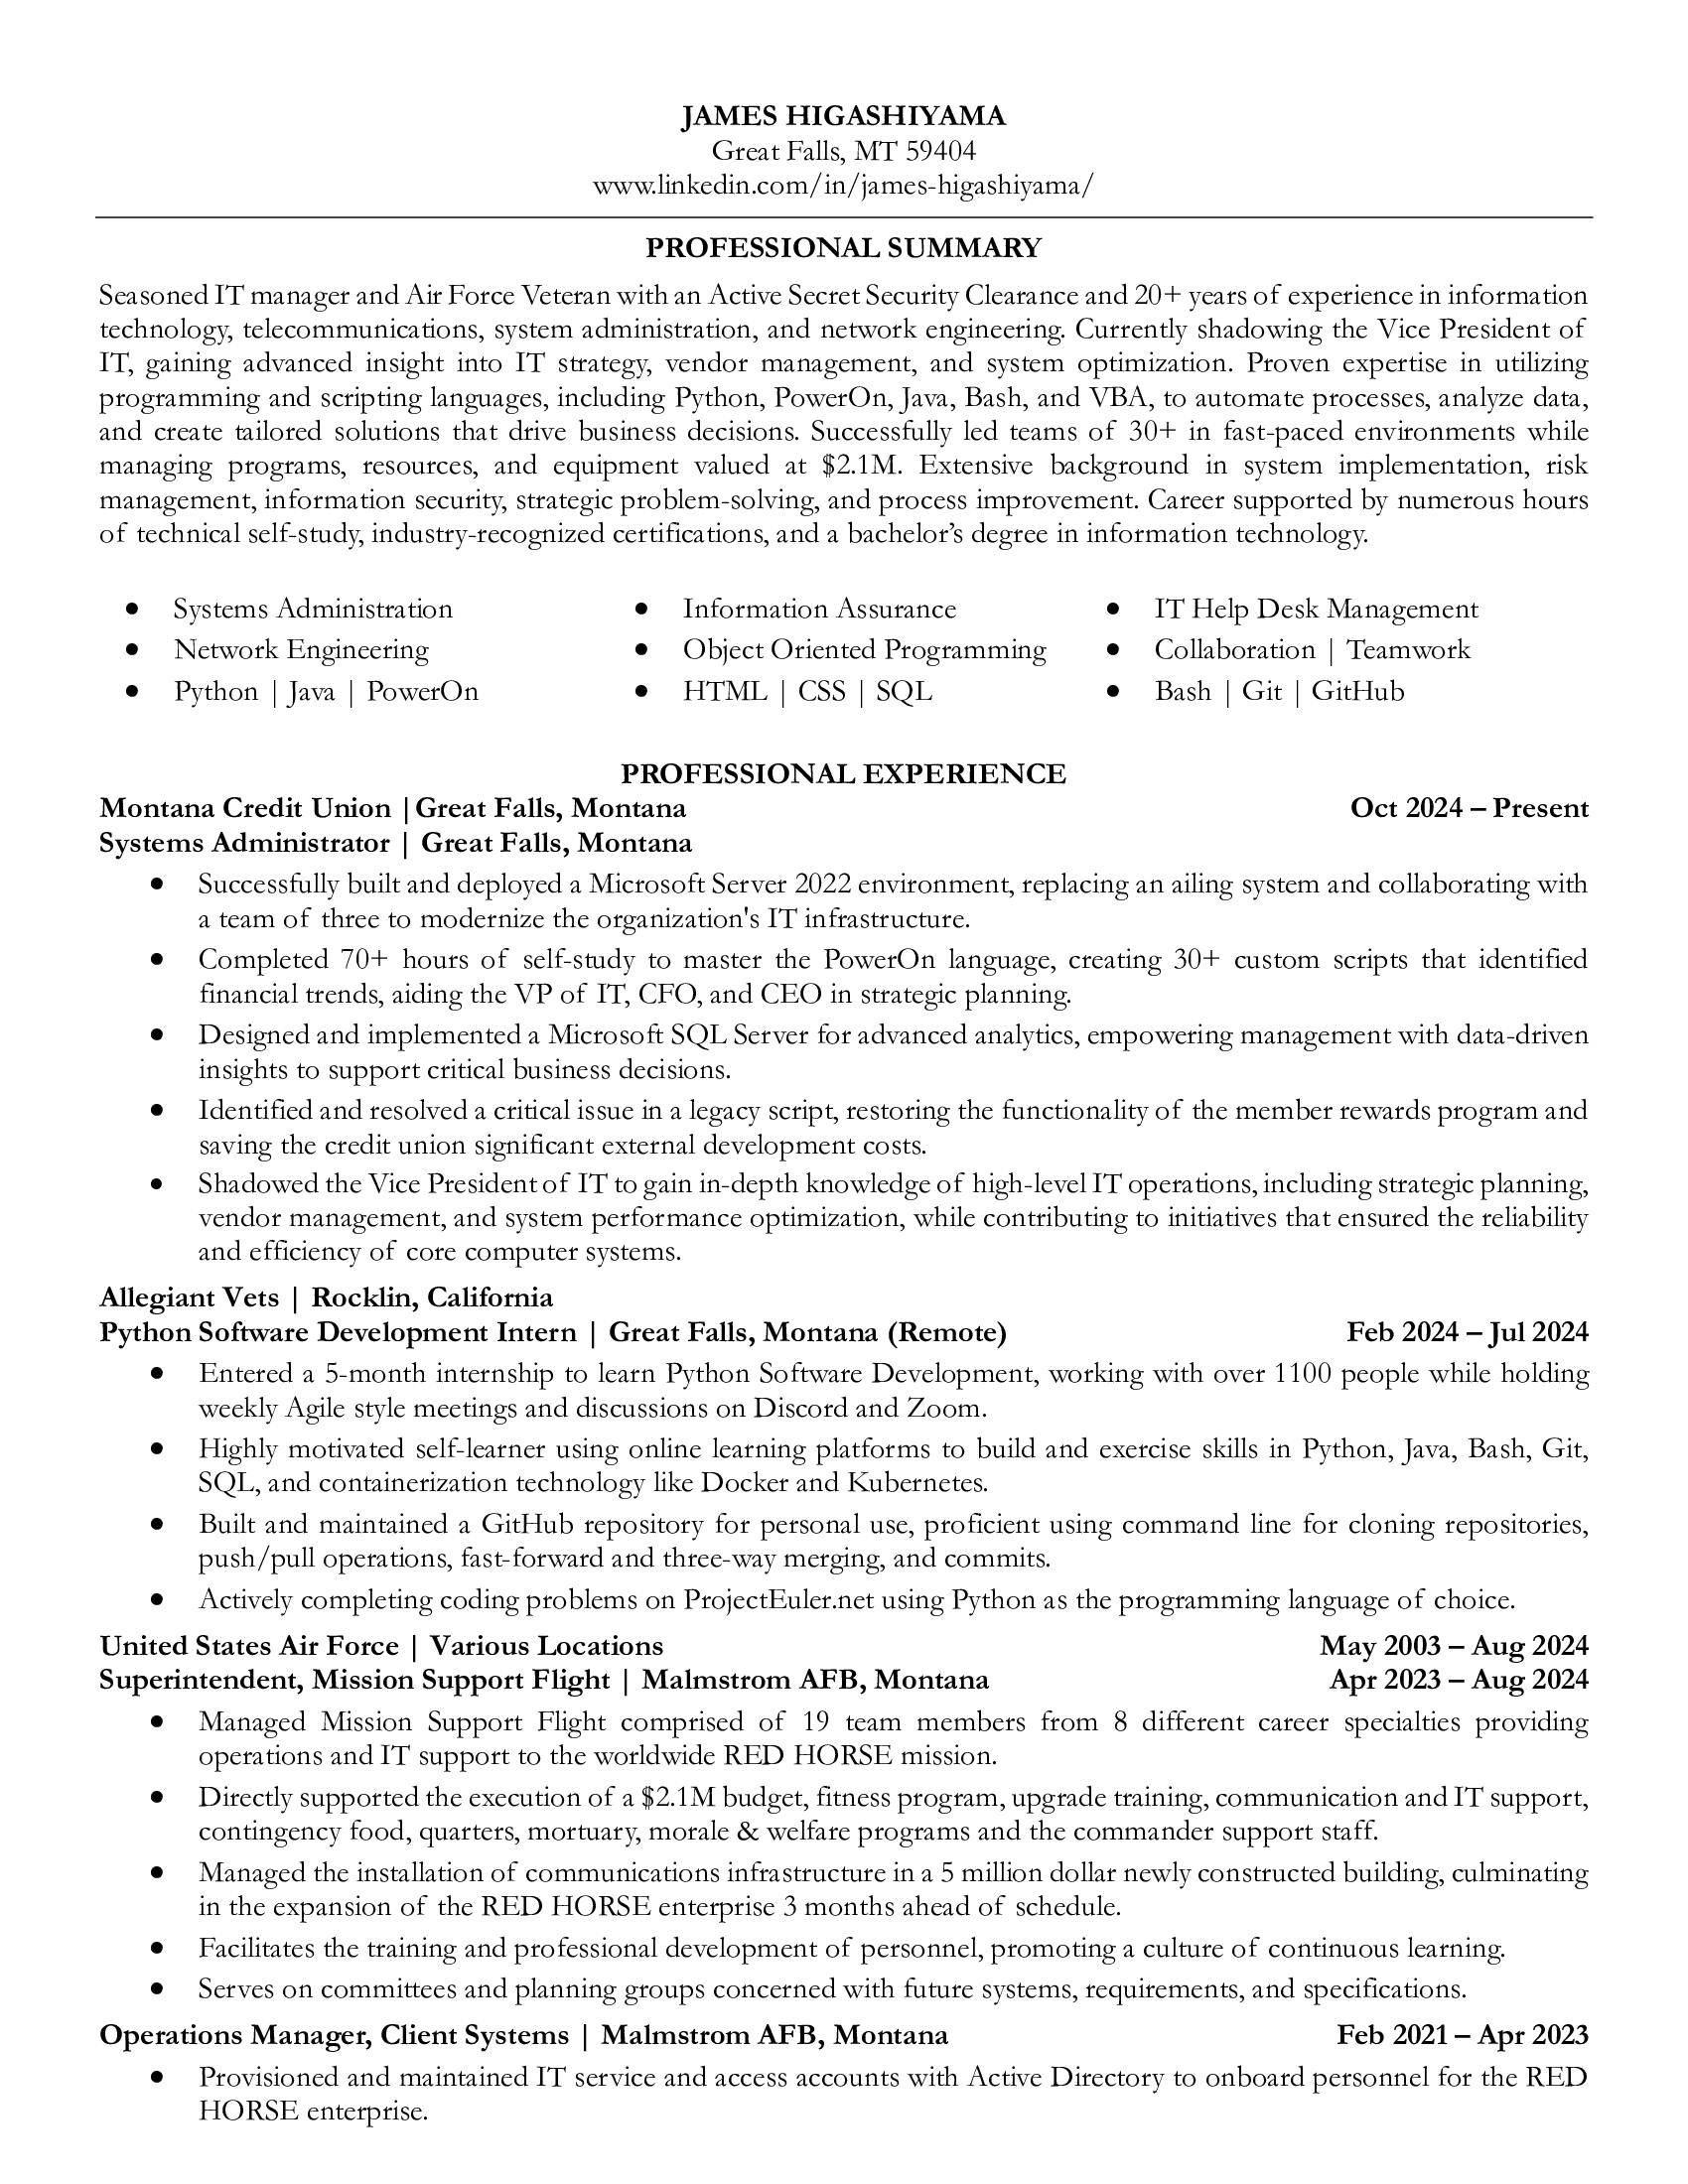 JAMES HIGASHIYAMA
Great Falls, MT 59404
www.linkedin.com/in/james-higashiyama/
PROFESSIONAL SUMMARY
Seasoned IT manager and Air Force Veteran with an Active Secret Security Clearance and 20+ years of experience in information
technology, telecommunications, system administration, and network engineering. Currently shadowing the Vice President of
IT, gaining advanced insight into IT strategy, vendor management, and system optimization. Proven expertise in utilizing
programming and scripting languages, including Python, PowerOn, Java, Bash, and VBA, to automate processes, analyze data,
and create tailored solutions that drive business decisions. Successfully led teams of 30+ in fast-paced environments while
managing programs, resources, and equipment valued at $2.1M. Extensive background in system implementation, risk
management, information security, strategic problem-solving, and process improvement. Career supported by numerous hours
of technical self-study, industry-recognized certifications, and a bachelor’s degree in information technology.
• Systems Administration • Information Assurance • IT Help Desk Management
• Network Engineering • Object Oriented Programming • Collaboration | Teamwork
• Python | Java | PowerOn • HTML | CSS | SQL • Bash | Git | GitHub
PROFESSIONAL EXPERIENCE
Montana Credit Union |Great Falls, Montana Oct 2024 – Present
Systems Administrator | Great Falls, Montana
• Successfully built and deployed a Microsoft Server 2022 environment, replacing an ailing system and collaborating with
a team of three to modernize the organization's IT infrastructure.
• Completed 70+ hours of self-study to master the PowerOn language, creating 30+ custom scripts that identified
financial trends, aiding the VP of IT, CFO, and CEO in strategic planning.
• Designed and implemented a Microsoft SQL Server for advanced analytics, empowering management with data-driven
insights to support critical business decisions.
• Identified and resolved a critical issue in a legacy script, restoring the functionality of the member rewards program and
saving the credit union significant external development costs.
• Shadowed the Vice President of IT to gain in-depth knowledge of high-level IT operations, including strategic planning,
vendor management, and system performance optimization, while contributing to initiatives that ensured the reliability
and efficiency of core computer systems.
Allegiant Vets | Rocklin, California
Python Software Development Intern | Great Falls, Montana (Remote) Feb 2024 – Jul 2024
• Entered a 5-month internship to learn Python Software Development, working with over 1100 people while holding
weekly Agile style meetings and discussions on Discord and Zoom.
• Highly motivated self-learner using online learning platforms to build and exercise skills in Python, Java, Bash, Git,
SQL, and containerization technology like Docker and Kubernetes.
• Built and maintained a GitHub repository for personal use, proficient using command line for cloning repositories,
push/pull operations, fast-forward and three-way merging, and commits.
• Actively completing coding problems on ProjectEuler.net using Python as the programming language of choice.
United States Air Force | Various Locations May 2003 – Aug 2024
Superintendent, Mission Support Flight | Malmstrom AFB, Montana Apr 2023 – Aug 2024
• Managed Mission Support Flight comprised of 19 team members from 8 different career specialties providing
operations and IT support to the worldwide RED HORSE mission.
• Directly supported the execution of a $2.1M budget, fitness program, upgrade training, communication and IT support,
contingency food, quarters, mortuary, morale & welfare programs and the commander support staff.
• Managed the installation of communications infrastructure in a 5 million dollar newly constructed building, culminating
in the expansion of the RED HORSE enterprise 3 months ahead of schedule.
• Facilitates the training and professional development of personnel, promoting a culture of continuous learning.
• Serves on committees and planning groups concerned with future systems, requirements, and specifications.
Operations Manager, Client Systems | Malmstrom AFB, Montana Feb 2021 – Apr 2023
• Provisioned and maintained IT service and access accounts with Active Directory to onboard personnel for the RED
HORSE enterprise.